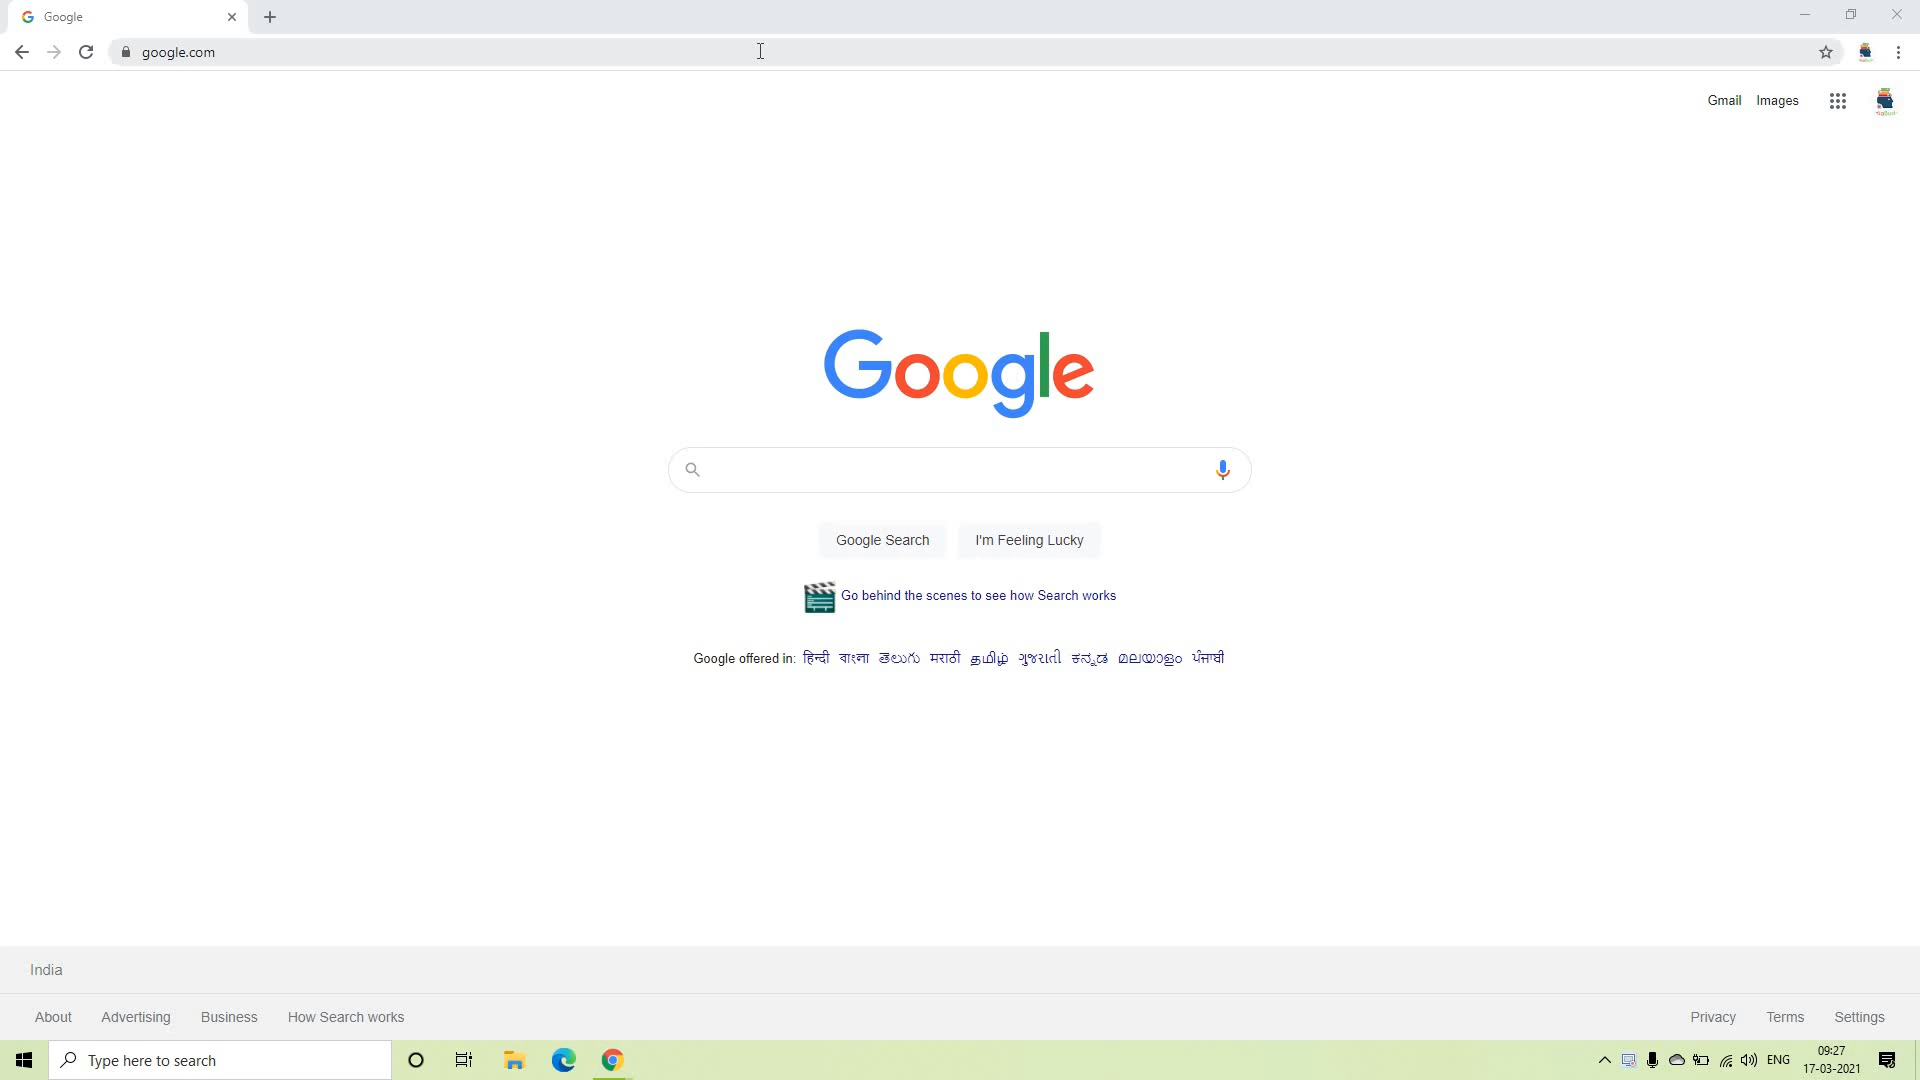 Google
google.com
Gmail Images
Google
Google Search I'm Feeling Lucky
Go behind the scenes to see how Search works
Google offered in: हिन्दी বাংলা తెలుగు मराठी தமிழ் ગુજરાતી ಕನ್ನಡ മലയാളം ਪੰਜਾਬੀ
India
About Advertising Business How Search works Privacy Terms Settings
Type here to search ENG 09:27
17-03-2021